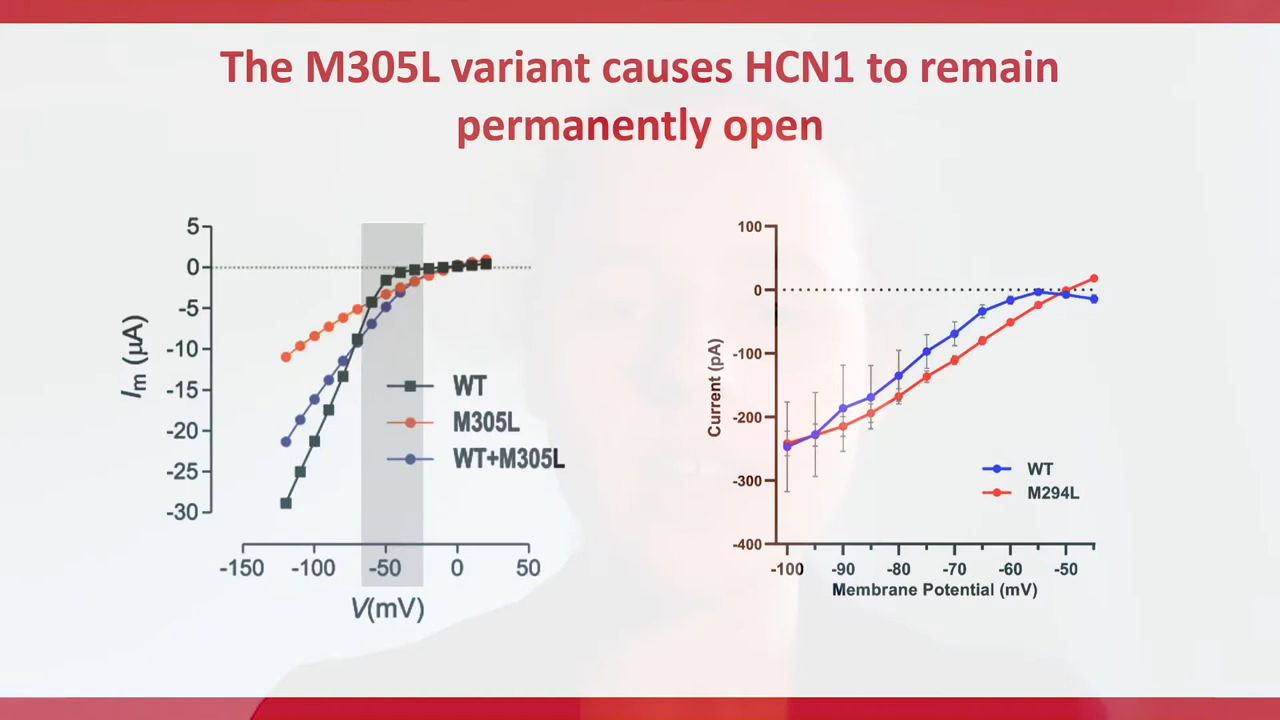 The M305L variant causes HCN1 to remain
permanently open
5
0
-5
-10
-15
-20
-25
-30
Im (µA)
WT
M305L
WT+M305L
-150 -100 -50 0 50
V(mV)
100
0
-100
-200
-300
-400
Current (pA)
WT
M294L
-100 -90 -80 -70 -60 -50
Membrane Potential (mV)